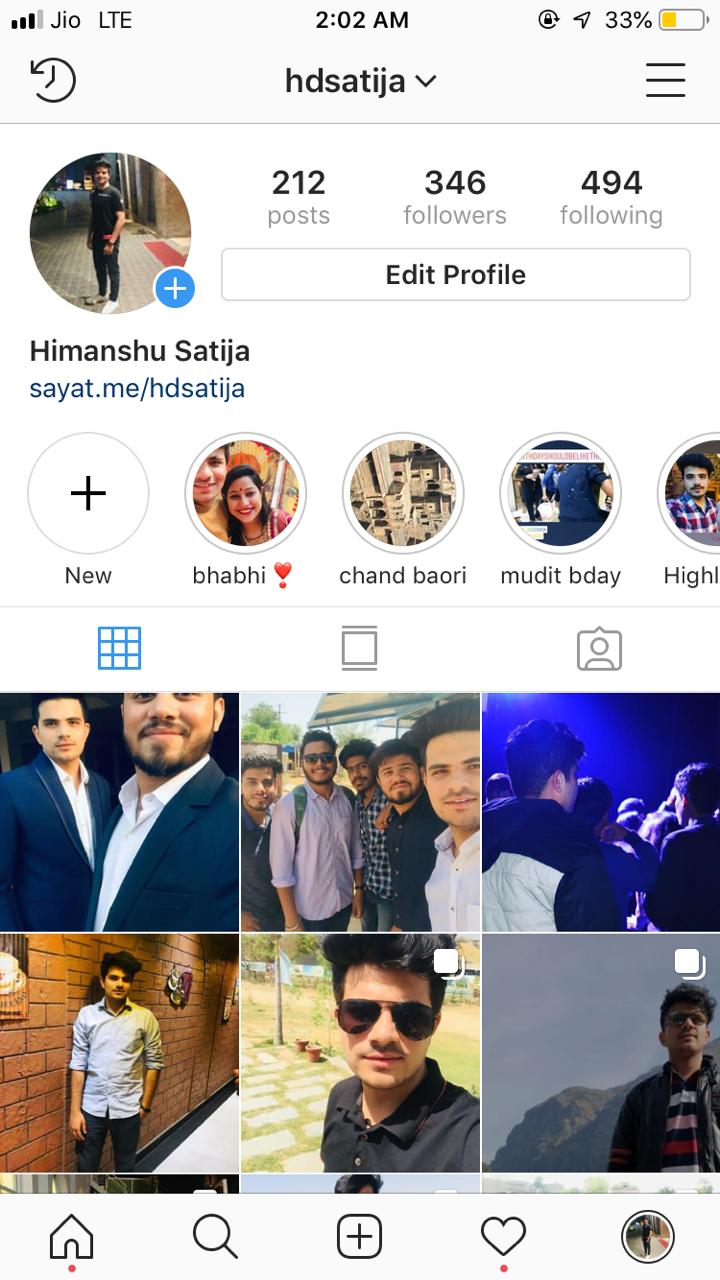 Jio LTE 2:02 AM 33%
hdsatija
212 346 494
posts followers following
Edit Profile
Himanshu Satija
sayat.me/hdsatija
THDAYSHOULDBELIKETH
New bhabhi ❣️ chand baori mudit bday Highl